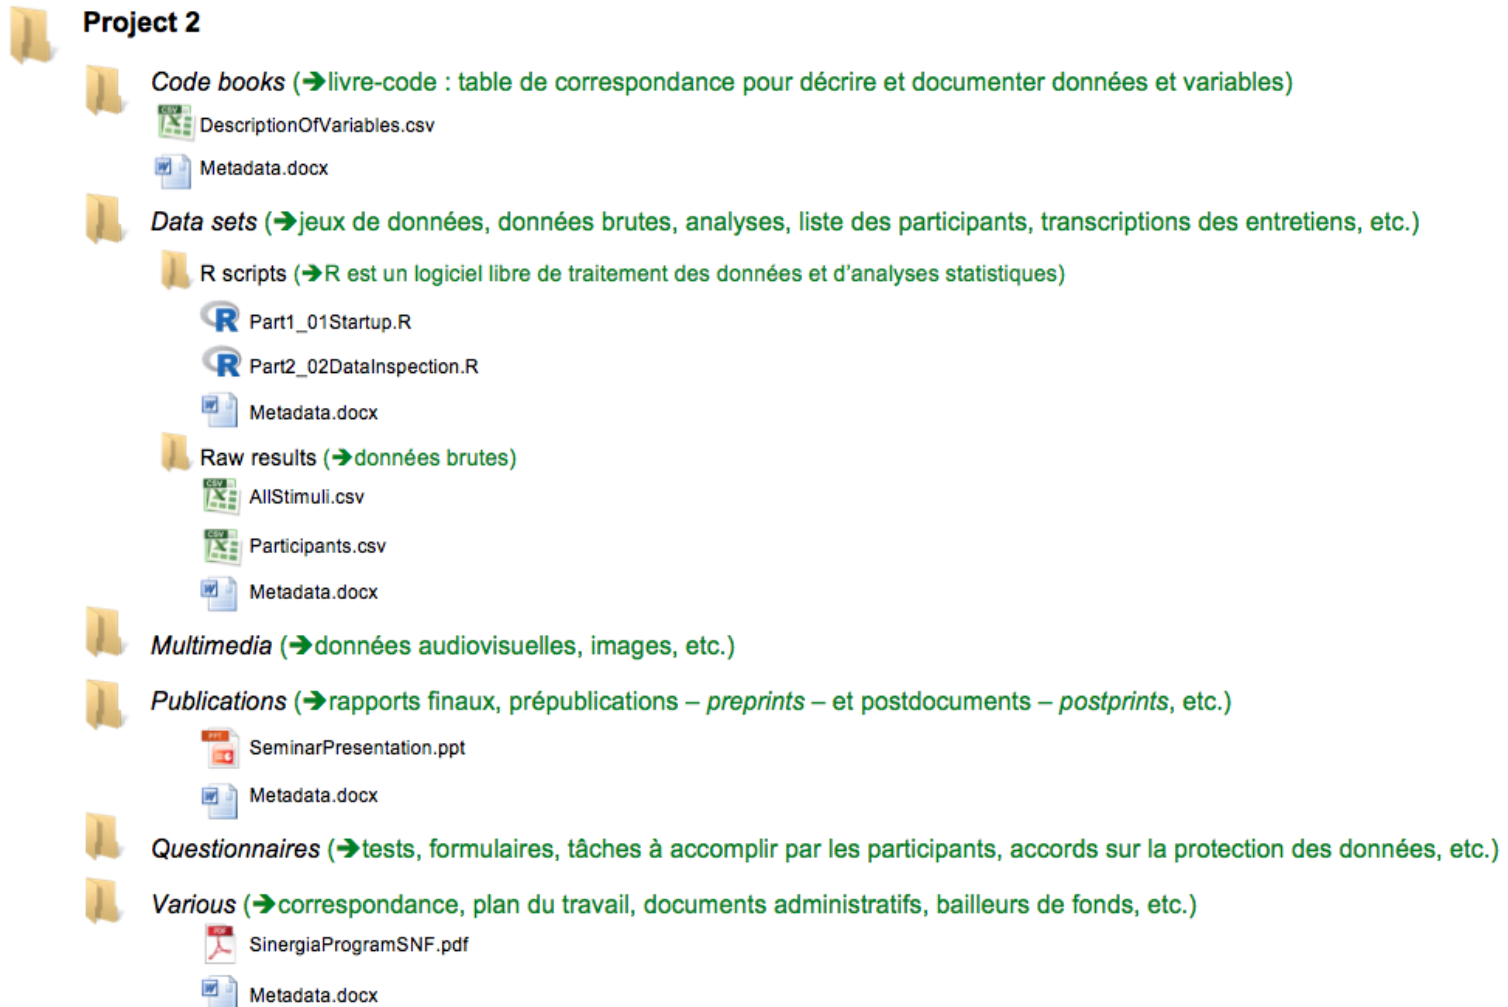 Project 2
Code books (➔livre-code : table de correspondance pour décrire et documenter données et variables)
CSV DescriptionOfVariables.csv
W Metadata.docx
Data sets (➔jeux de données, données brutes, analyses, liste des participants, transcriptions des entretiens, etc.)
R scripts (➔R est un logiciel libre de traitement des données et d'analyses statistiques)
R Part1_01Startup.R
R Part2_02DataInspection.R
W Metadata.docx
Raw results (➔données brutes)
CSV AllStimuli.csv
CSV Participants.csv
W Metadata.docx
Multimedia (➔données audiovisuelles, images, etc.)
Publications (➔rapports finaux, prépublications – preprints – et postdocuments – postprints, etc.)
PPT SeminarPresentation.ppt
W Metadata.docx
Questionnaires (➔tests, formulaires, tâches à accomplir par les participants, accords sur la protection des données, etc.)
Various (➔correspondance, plan du travail, documents administratifs, bailleurs de fonds, etc.)
PDF SinergiaProgramSNF.pdf
W Metadata.docx